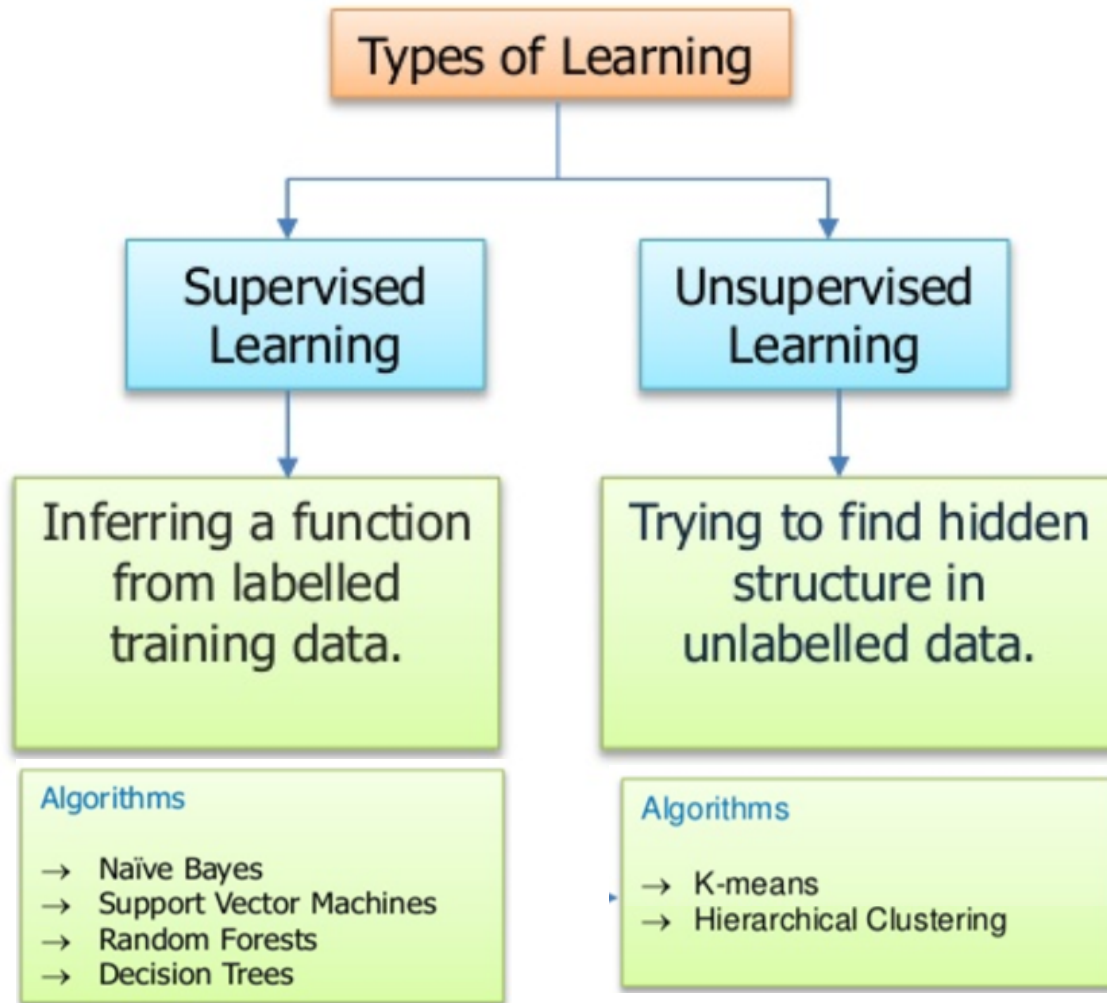 Types of Learning
Supervised
Learning
Unsupervised
Learning
Inferring a function
from labelled
training data.
Trying to find hidden
structure in
unlabelled data.
Algorithms
→ Naïve Bayes
→ Support Vector Machines
→ Random Forests
→ Decision Trees
Algorithms
→ K-means
→ Hierarchical Clustering